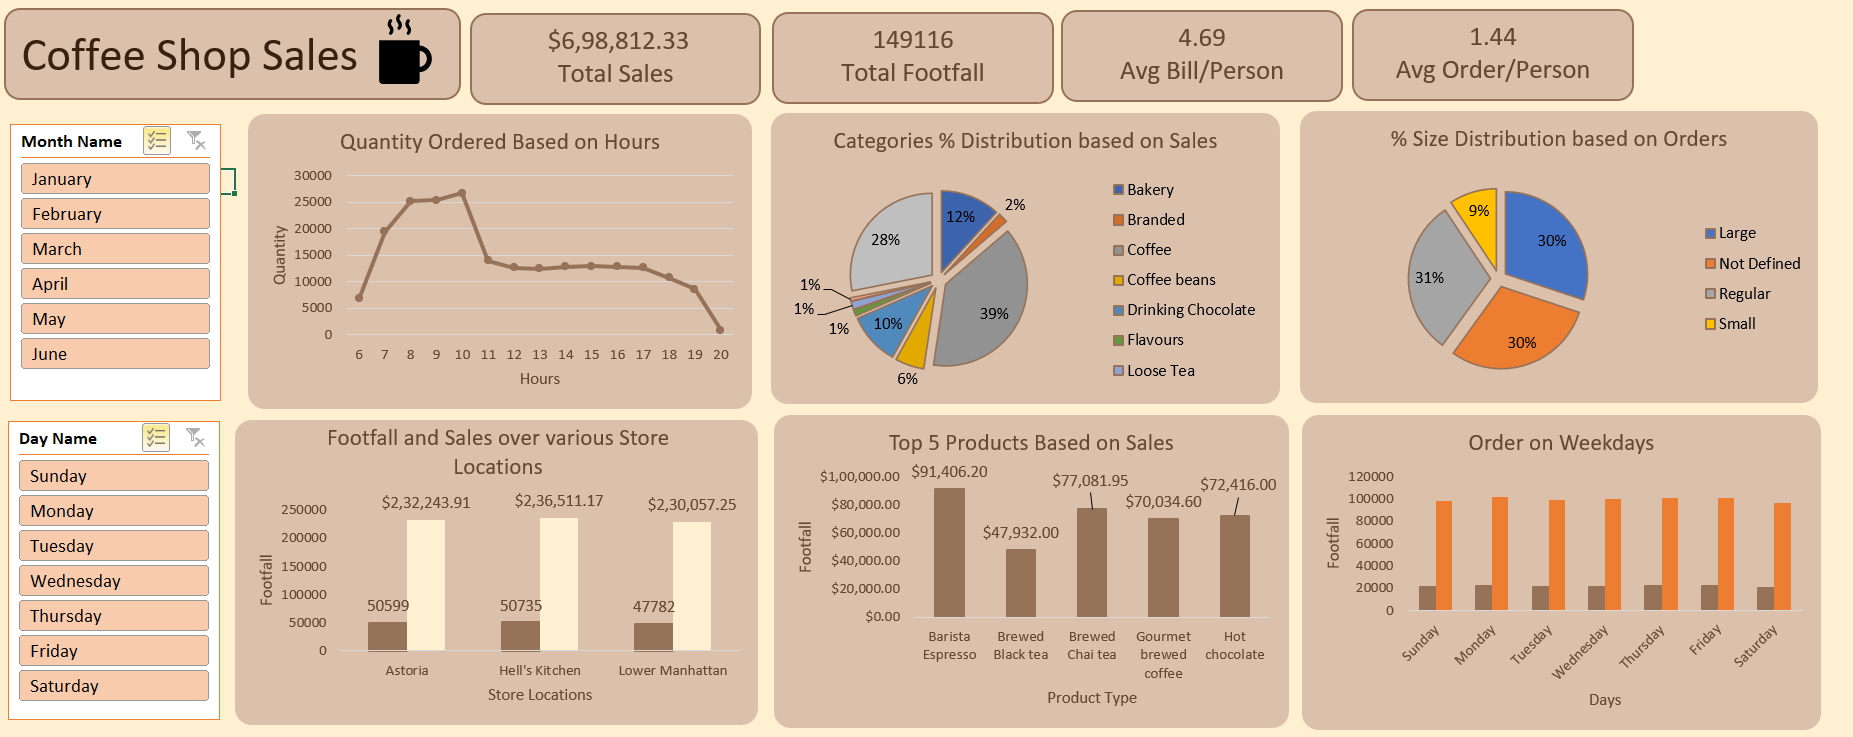 Coffee Shop Sales
$6,98,812.33
Total Sales
149116
Total Footfall
4.69
Avg Bill/Person
1.44
Avg Order/Person
Month Name
January
February
March
April
May
June
Quantity Ordered Based on Hours
Quantity
30000
25000
20000
15000
10000
5000
0
6 7 8 9 10 11 12 13 14 15 16 17 18 19 20
Hours
Categories % Distribution based on Sales
12%
2%
39%
6%
10%
1%
1%
1%
28%
Bakery
Branded
Coffee
Coffee beans
Drinking Chocolate
Flavours
Loose Tea
% Size Distribution based on Orders
30%
30%
31%
9%
Large
Not Defined
Regular
Small
Day Name
Sunday
Monday
Tuesday
Wednesday
Thursday
Friday
Saturday
Footfall and Sales over various Store
Locations
Footfall
250000
200000
150000
100000
50000
0
$2,32,243.91
$2,36,511.17
$2,30,057.25
50599
50735
47782
Astoria
Hell's Kitchen
Lower Manhattan
Store Locations
Top 5 Products Based on Sales
Footfall
$1,00,000.00
$80,000.00
$60,000.00
$40,000.00
$20,000.00
$0.00
$91,406.20
$47,932.00
$77,081.95
$70,034.60
$72,416.00
Barista
Espresso
Brewed
Black tea
Brewed
Chai tea
Gourmet
brewed
coffee
Hot
chocolate
Product Type
Order on Weekdays
Footfall
120000
100000
80000
60000
40000
20000
0
Sunday
Monday
Tuesday
Wednesday
Thursday
Friday
Saturday
Days